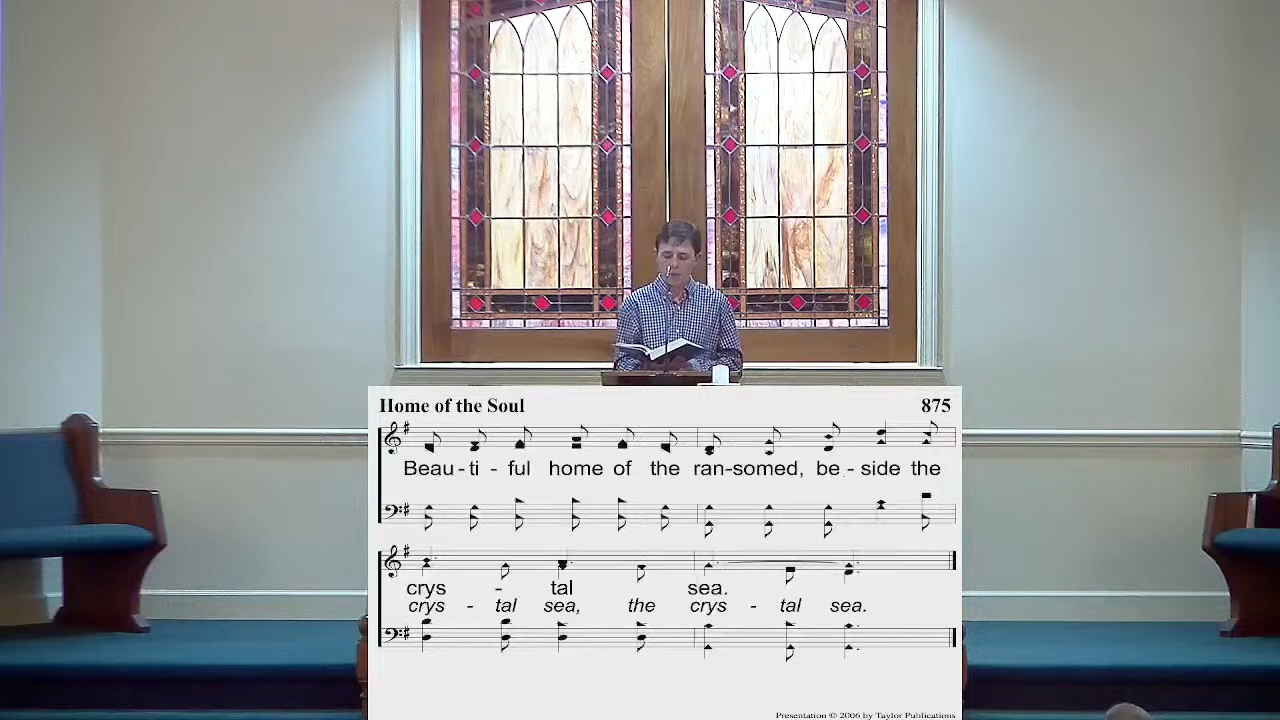 Home of the Soul 875
Beau - ti - ful home of the ran-somed, be - side the
crys - tal sea.
crys - tal sea, the crys - tal sea.
Presentation © 2006 by Taylor Publications